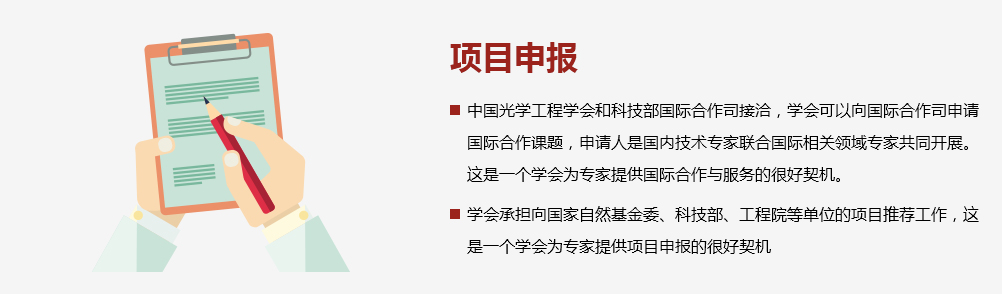 项目申报
中国光学工程学会和科技部国际合作司接洽，学会可以向国际合作司申请
国际合作课题，申请人是国内技术专家联合国际相关领域专家共同开展。
这是一个学会为专家提供国际合作与服务的很好契机。
学会承担向国家自然基金委、科技部、工程院等单位的项目推荐工作，这
是一个学会为专家提供项目申报的很好契机